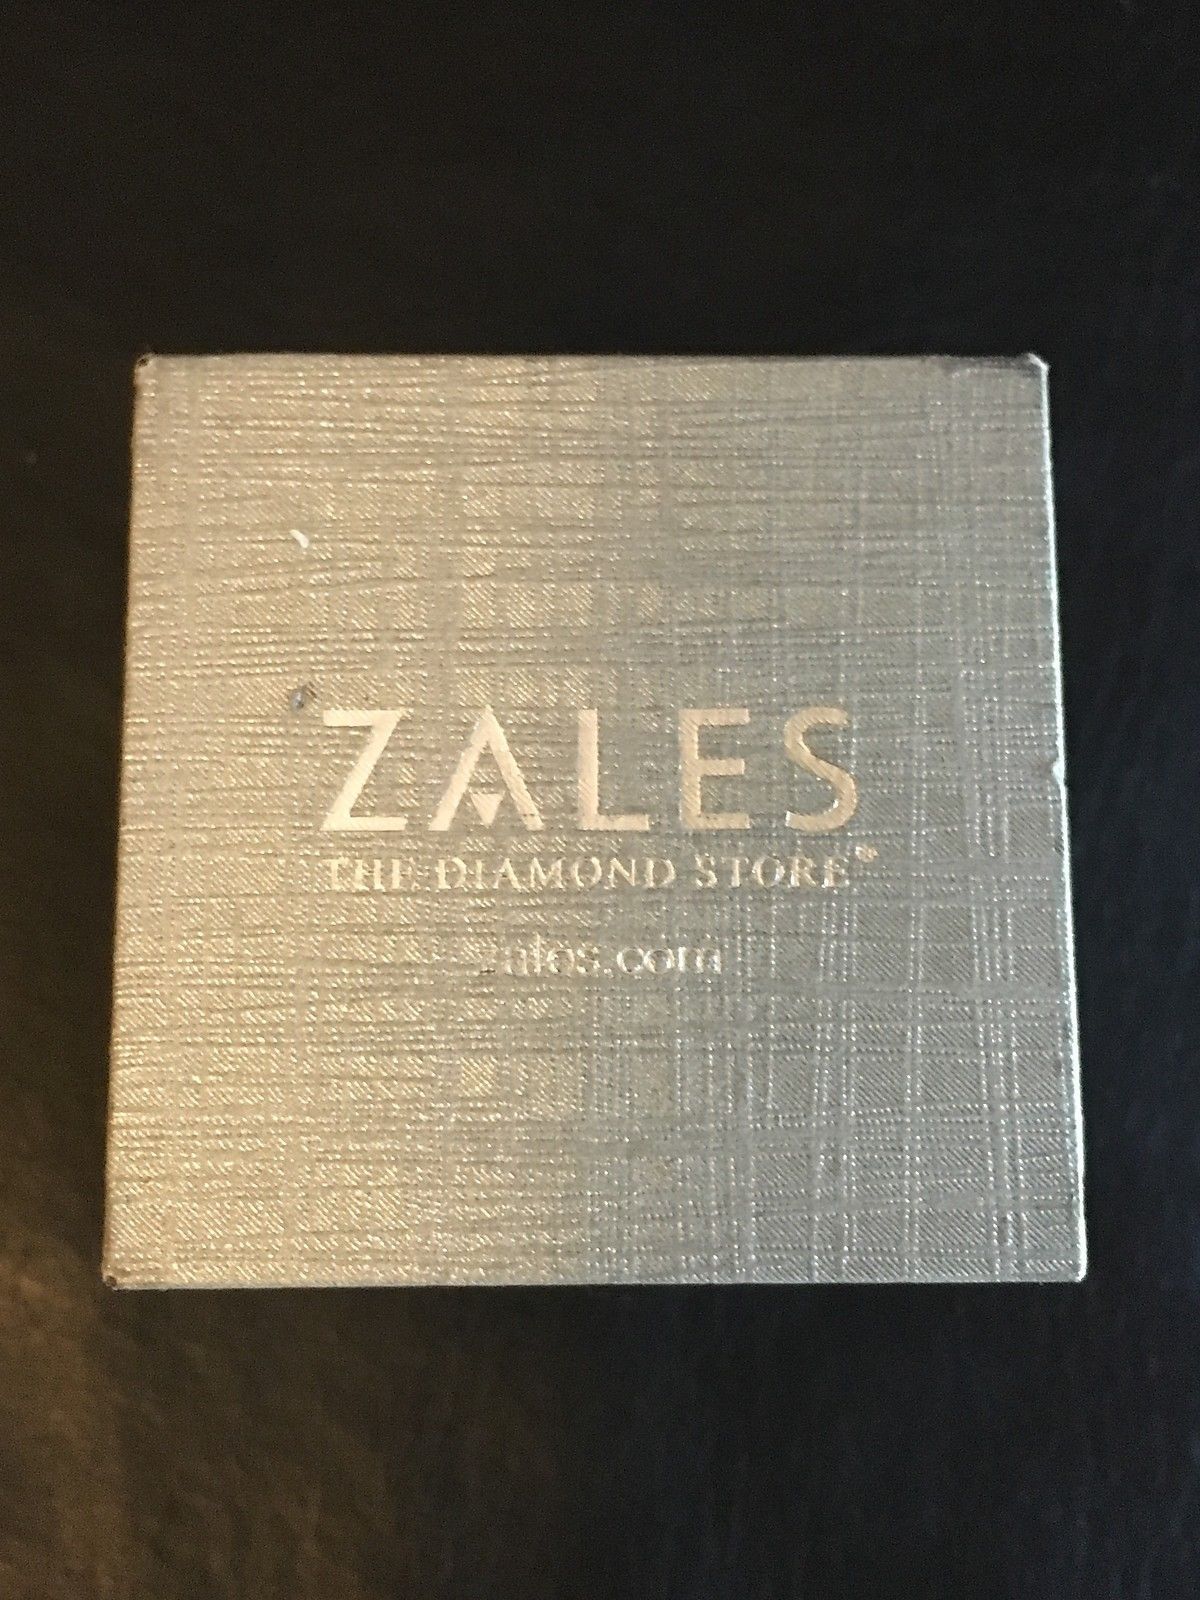 ZALES
THE DIAMOND STORE®
zales.com